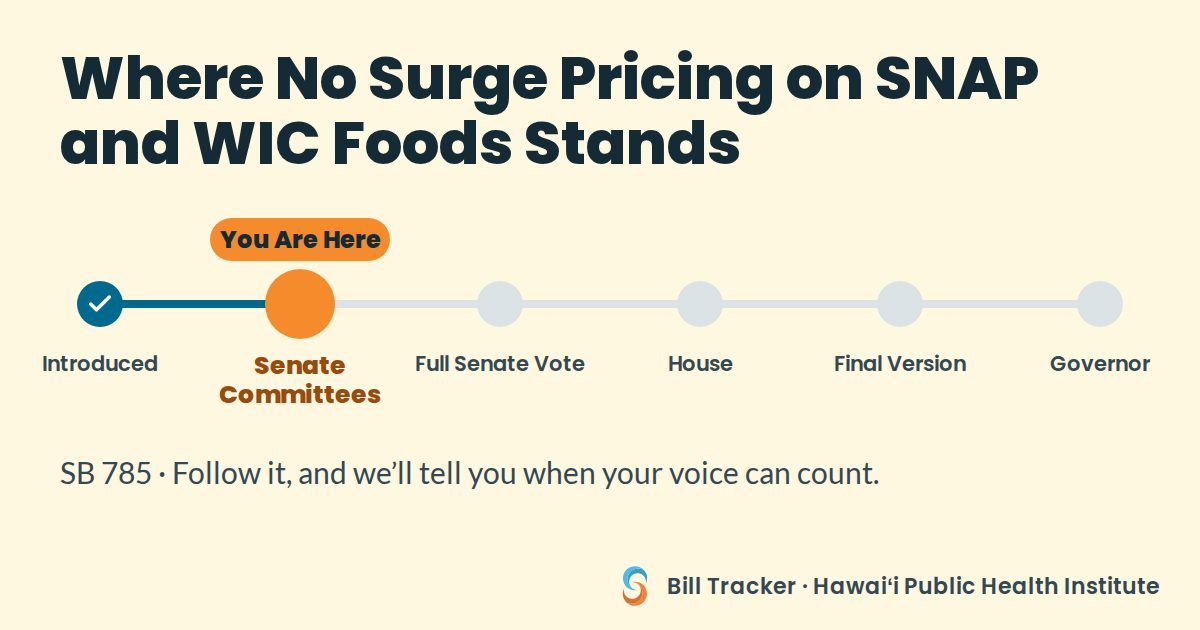 Where No Surge Pricing on SNAP
and WIC Foods Stands
You Are Here
Introduced
Senate
Committees
Full Senate Vote
House
Final Version
Governor
SB 785 · Follow it, and we’ll tell you when your voice can count.
Bill Tracker · Hawaiʻi Public Health Institute